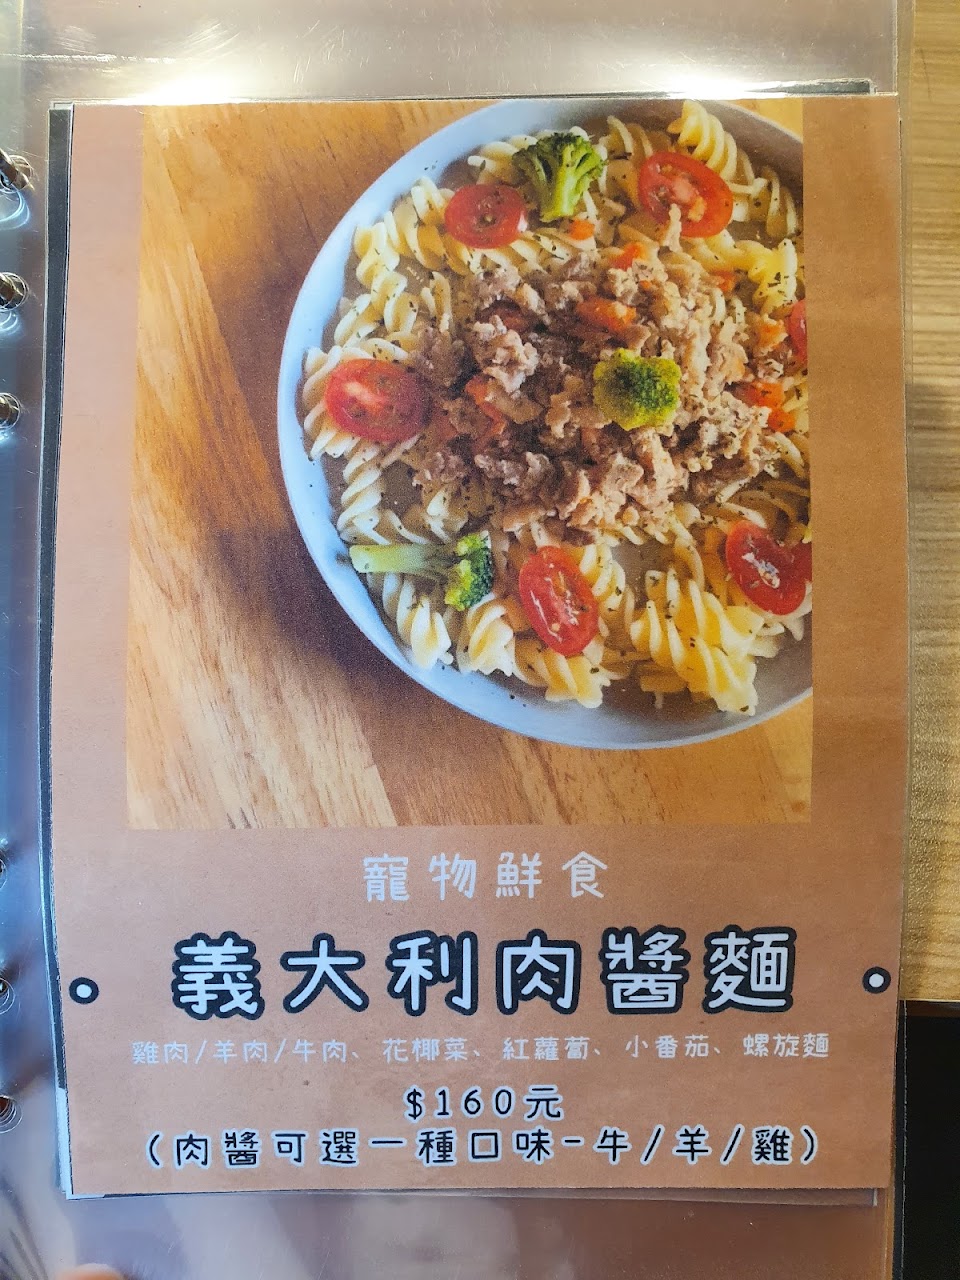 寵物鮮食
義大利肉醬麵
雞肉/羊肉/牛肉、花椰菜、紅蘿蔔、小番茄、螺旋麵
$160元
(肉醬可選一種口味-牛/羊/雞)